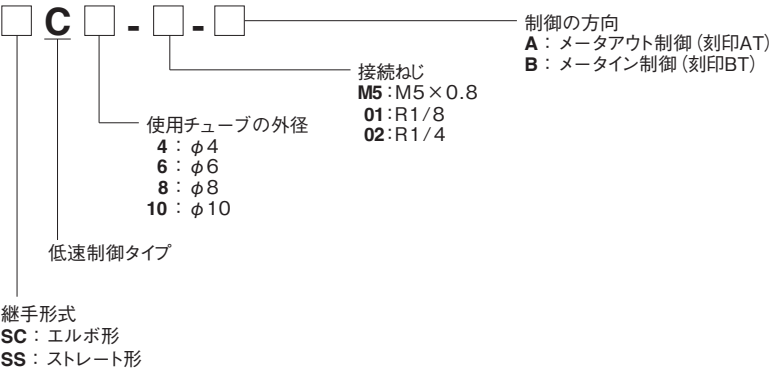 □ C □ - □ - □
制御の方向
A : メータアウト制御 (刻印AT)
B : メータイン制御 (刻印BT)
接続ねじ
M5 : M5×0.8
01 : R1/8
02 : R1/4
使用チューブの外径
4 : φ4
6 : φ6
8 : φ8
10 : φ10
低速制御タイプ
継手形式
SC : エルボ形
SS : ストレート形